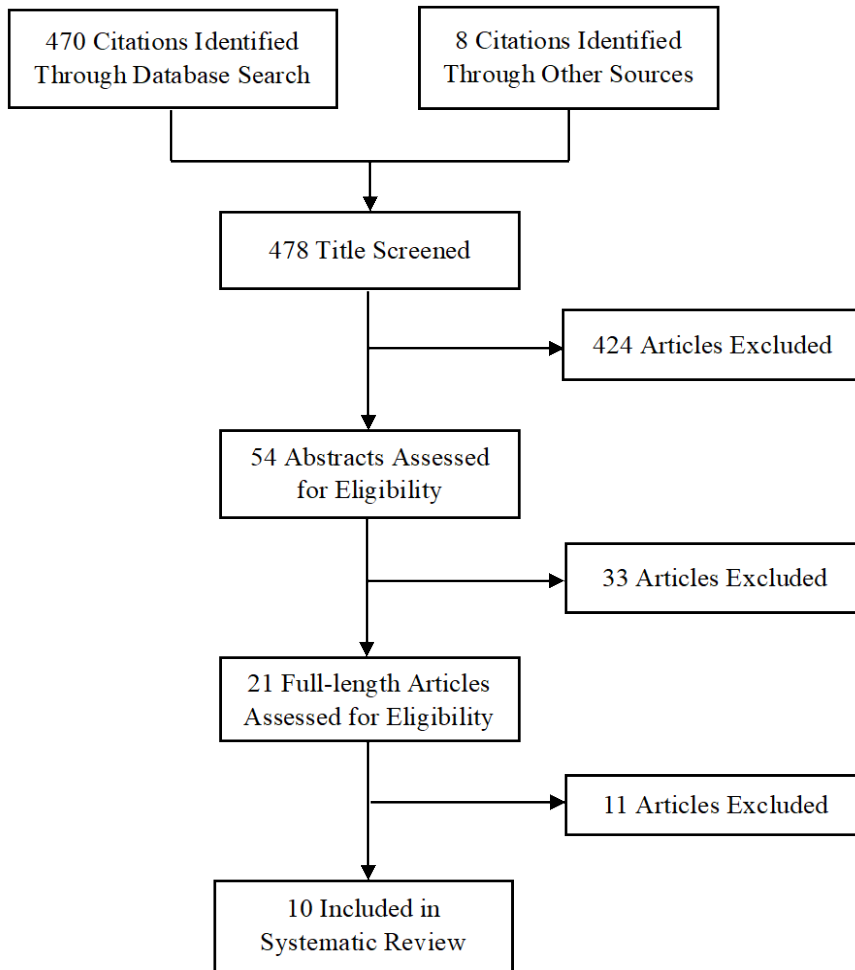 470 Citations Identified
Through Database Search
8 Citations Identified
Through Other Sources
478 Title Screened
424 Articles Excluded
54 Abstracts Assessed
for Eligibility
33 Articles Excluded
21 Full-length Articles
Assessed for Eligibility
11 Articles Excluded
10 Included in
Systematic Review